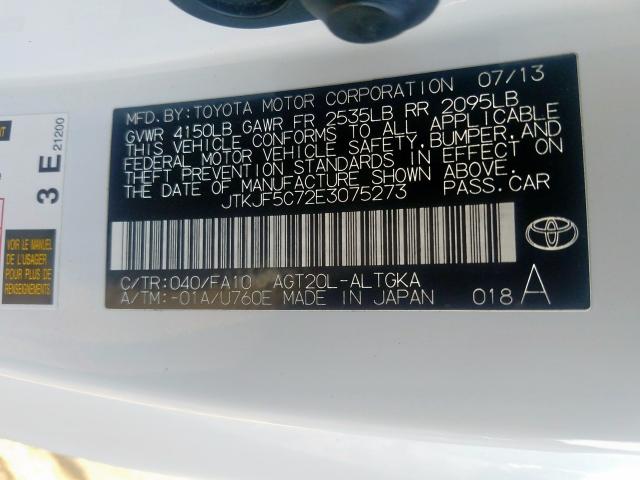 MFD. BY: TOYOTA MOTOR CORPORATION 07/13
GVWR 4150LB GAWR FR 2535LB RR 2095LB
THIS VEHICLE CONFORMS TO ALL APPLICABLE
FEDERAL MOTOR VEHICLE SAFETY, BUMPER, AND
THEFT PREVENTION STANDARDS IN EFFECT ON
THE DATE OF MANUFACTURE SHOWN ABOVE.
JTKJF5C72E3075273 PASS. CAR
C/TR:040/FA10 AGT20L-ALTGKA
A/TM:-01A/U760E MADE IN JAPAN 018 A
3 E 21200
VOIR LE MANUEL
DE L'UTILISATEUR
POUR PLUS DE
RENSEIGNEMENTS